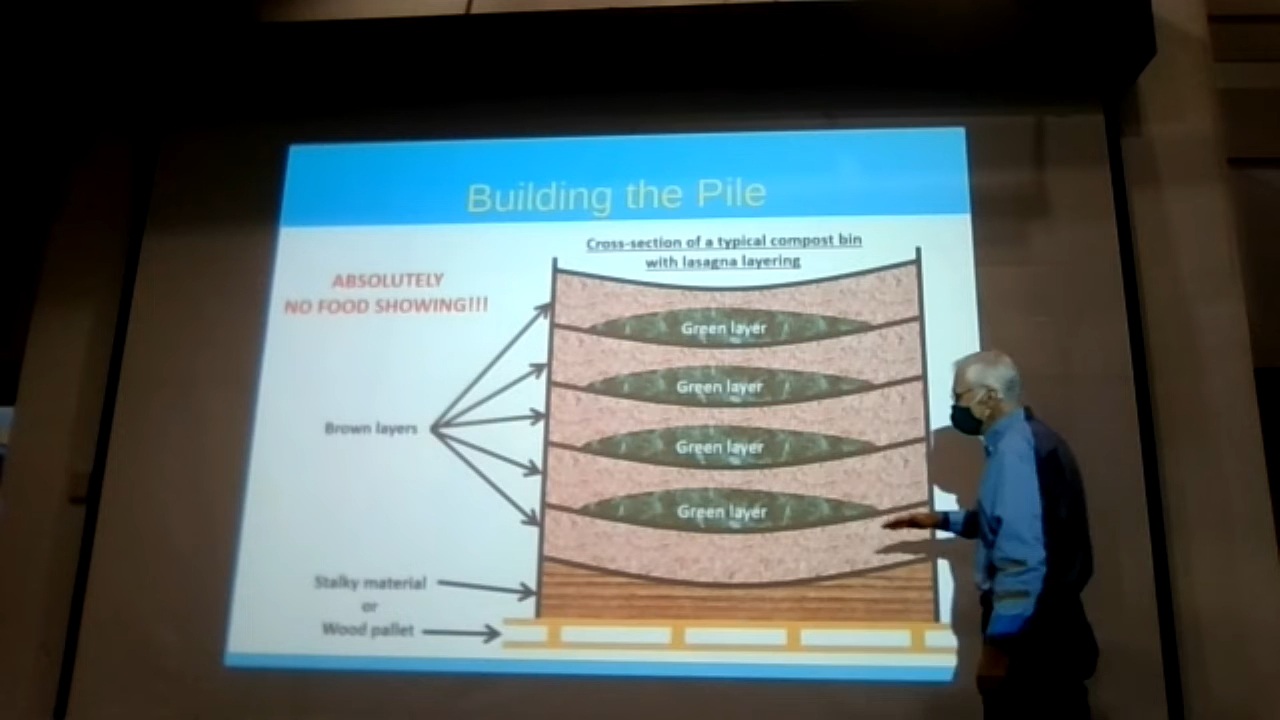 Building the Pile
Cross-section of a typical compost bin
with lasagna layering
ABSOLUTELY
NO FOOD SHOWING!!!
Green layer
Green layer
Brown layers
Green layer
Green layer
Stalky material
or
Wood pallet